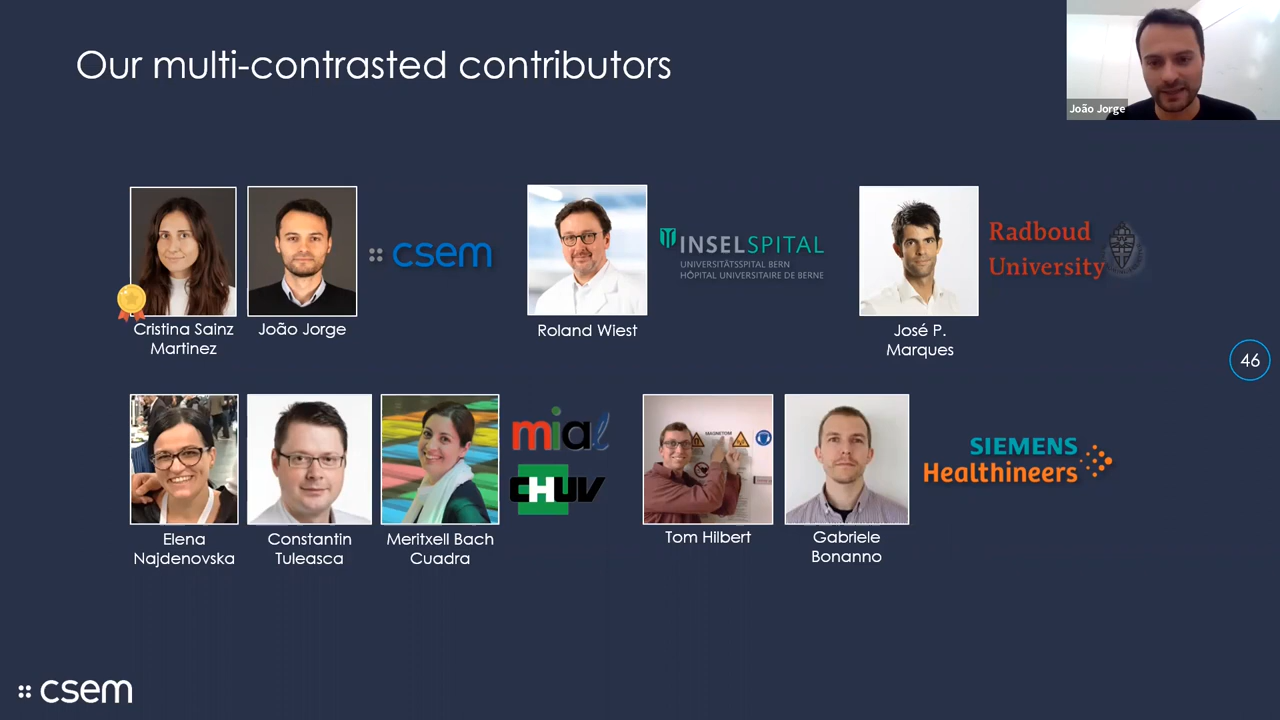 Our multi-contrasted contributors
João Jorge
csem
INSELSPITAL
UNIVERSITÄTSSPITAL BERN
HÔPITAL UNIVERSITAIRE DE BERNE
Radboud
University
Cristina Sainz
Martinez
João Jorge
Roland Wiest
José P.
Marques
46
mial
CHUV
MAGNETOM
SIEMENS
Healthineers
Elena
Najdenovska
Constantin
Tuleasca
Meritxell Bach
Cuadra
Tom Hilbert
Gabriele
Bonanno
csem